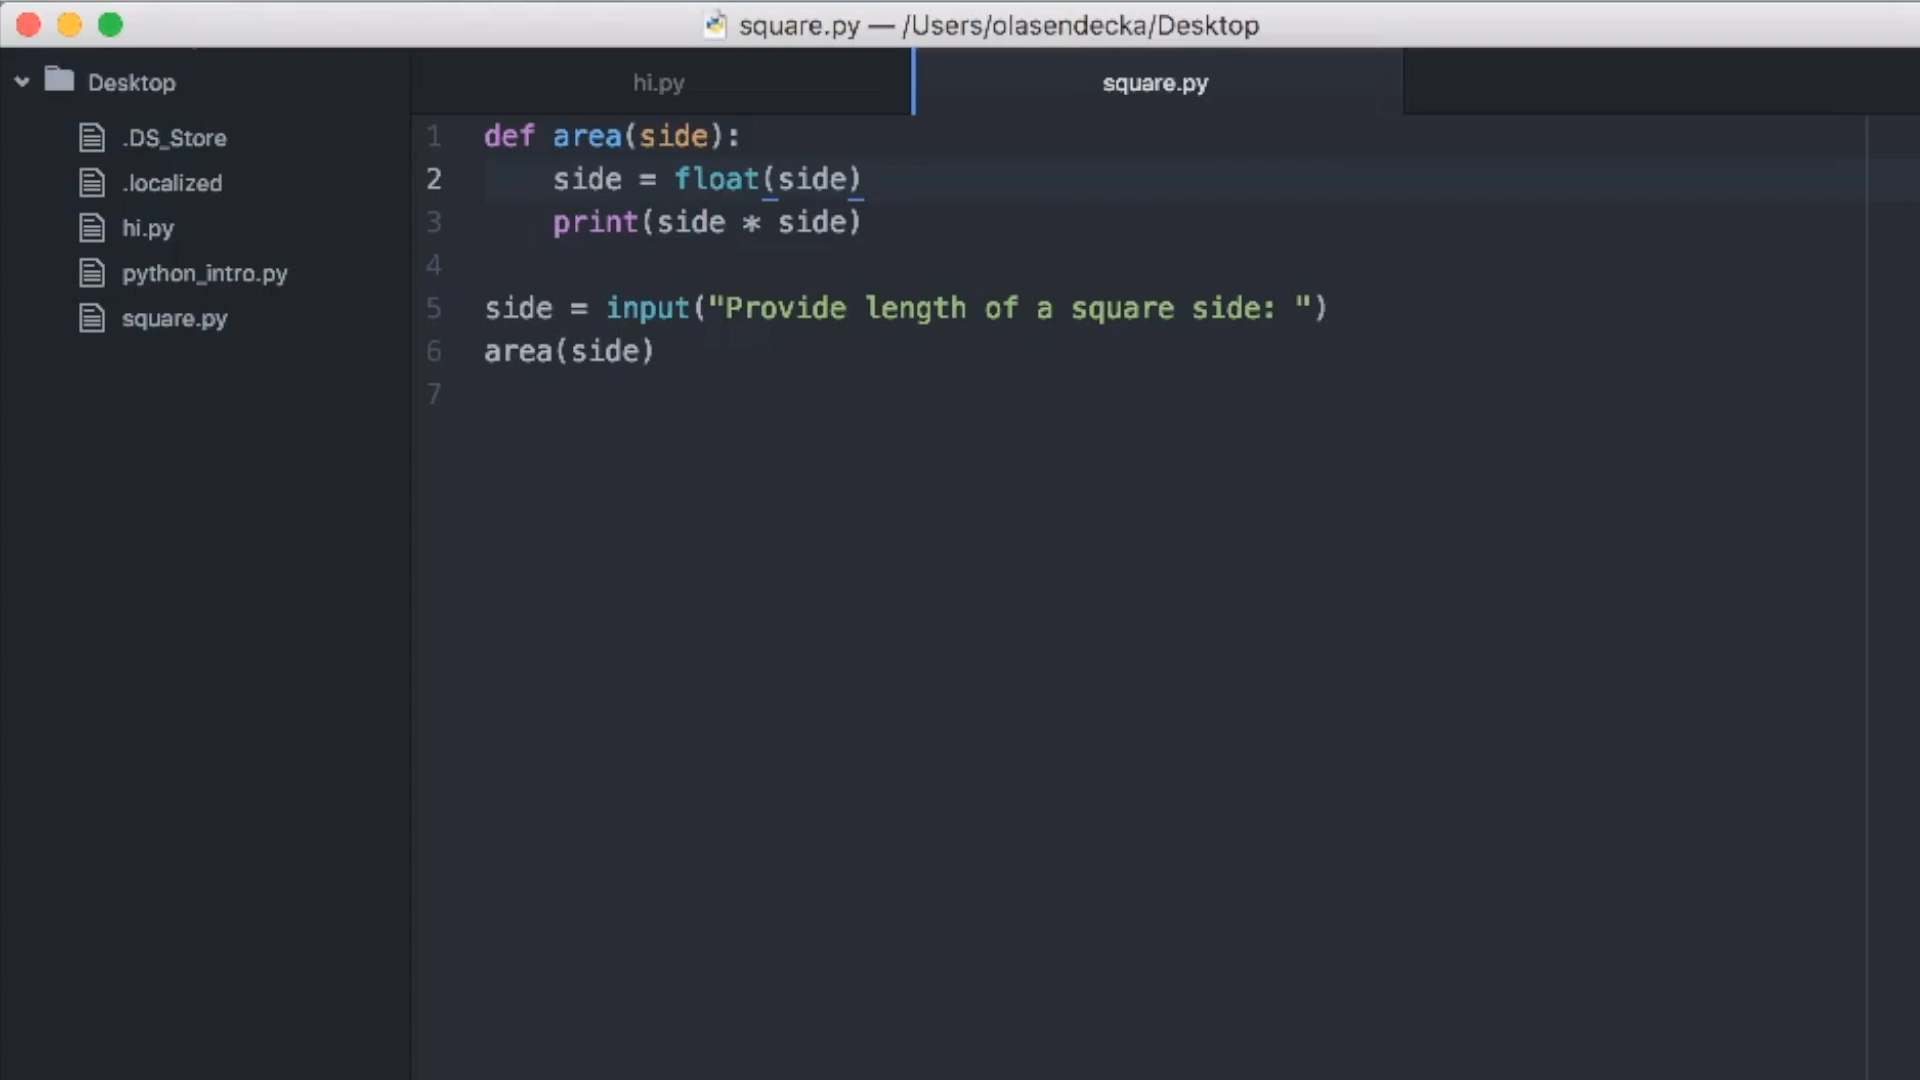 square.py — /Users/olasendecka/Desktop
Desktop
.DS_Store
.localized
hi.py
python_intro.py
square.py
hi.py
square.py
1 def area(side):
2     side = float(side)
3     print(side * side)
4
5 side = input("Provide length of a square side: ")
6 area(side)
7